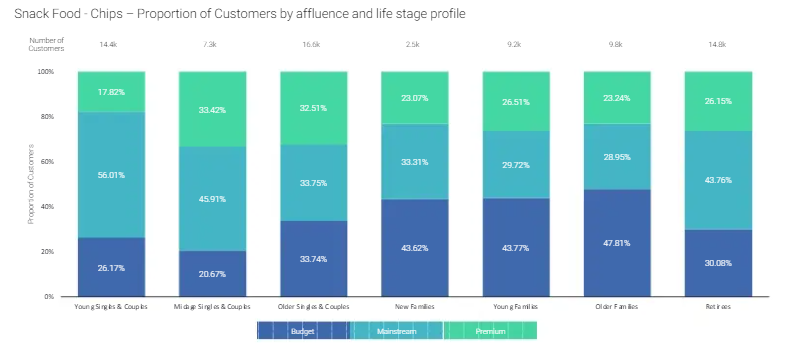 Snack Food - Chips – Proportion of Customers by affluence and life stage profile
Number of
Customers
14.4k 7.3k 16.6k 2.5k 9.2k 9.8k 14.8k
Proportion of Customers
100%
80%
60%
40%
20%
0%
17.82% 33.42% 32.51% 23.07% 26.51% 23.24% 26.15%
56.01% 45.91% 33.75% 33.31% 29.72% 28.95% 43.76%
26.17% 20.67% 33.74% 43.62% 43.77% 47.81% 30.08%
Young Singles & Couples Midage Singles & Couples Older Singles & Couples New Families Young Families Older Families Retirees
Budget Mainstream Premium